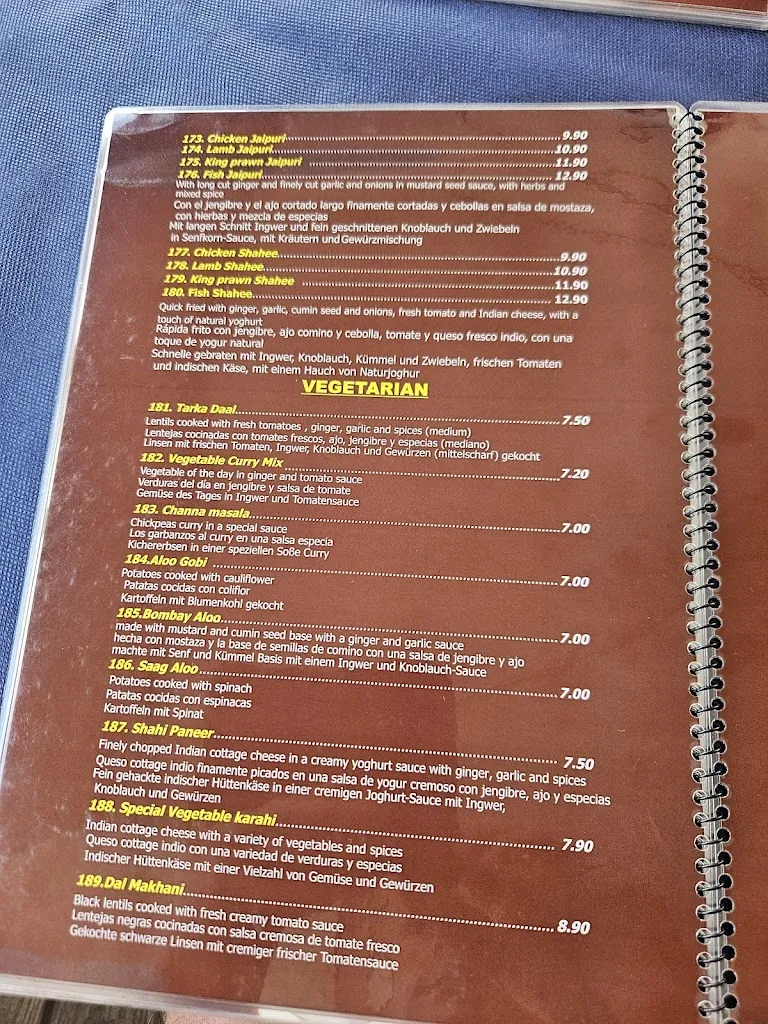 173. Chicken Jaipuri 9.90
174. Lamb Jaipuri 10.90
175. King prawn Jaipuri 11.90
176. Fish Jaipuri 12.90
With long cut ginger and finely cut garlic and onions in mustard seed sauce, with herbs and
mixed spice
Con el jengibre y el ajo cortado largo finamente cortadas y cebollas en salsa de mostaza,
con hierbas y mezcla de especias
Mit langen Schnitt Ingwer und fein geschnittenen Knoblauch und Zwiebeln
in Senfkorn-Sauce, mit Kräutern und Gewürzmischung
177. Chicken Shahee 9.90
178. Lamb Shahee 10.90
179. King prawn Shahee 11.90
180. Fish Shahee 12.90
Quick fried with ginger, garlic, cumin seed and onions, fresh tomato and Indian cheese, with a
touch of natural yoghurt
Rápida frito con jengibre, ajo comino y cebolla, tomate y queso fresco indio, con una
toque de yogur natural
Schnelle gebraten mit Ingwer, Knoblauch, Kümmel und Zwiebeln, frischen Tomaten
und indischen Käse, mit einem Hauch von Naturjoghur
VEGETARIAN
181. Tarka Daal 7.50
Lentils cooked with fresh tomatoes , ginger, garlic and spices (medium)
Lentejas cocinadas con tomates frescos, ajo, jengibre y especias (mediano)
Linsen mit frischen Tomaten, Ingwer, Knoblauch und Gewürzen (mittelscharf) gekocht
182. Vegetable Curry Mix 7.20
Vegetable of the day in ginger and tomato sauce
Verduras del día en jengibre y salsa de tomate
Gemüse des Tages in Ingwer und Tomatensauce
183. Channa masala 7.00
Chickpeas curry in a special sauce
Los garbanzos al curry en una salsa especia
Kichererbsen in einer speziellen Soße Curry
184.Aloo Gobi 7.00
Potatoes cooked with cauliflower
Patatas cocidas con coliflor
Kartoffeln mit Blumenkohl gekocht
185.Bombay Aloo 7.00
made with mustard and cumin seed base with a ginger and garlic sauce
hecha con mostaza y la base de semillas de comino con una salsa de jengibre y ajo
machte mit Senf und Kümmel Basis mit einem Ingwer und Knoblauch-Sauce
186. Saag Aloo 7.00
Potatoes cooked with spinach
Patatas cocidas con espinacas
Kartoffeln mit Spinat
187. Shahi Paneer 7.50
Finely chopped Indian cottage cheese in a creamy yoghurt sauce with ginger, garlic and spices
Queso cottage indio finamente picados en una salsa de yogur cremoso con jengibre, ajo y especias
Fein gehackte indischer Hüttenkäse in einer cremigen Joghurt-Sauce mit Ingwer,
Knoblauch und Gewürzen
188. Special Vegetable karahi 7.90
Indian cottage cheese with a variety of vegetables and spices
Queso cottage indio con una variedad de verduras y especias
Indischer Hüttenkäse mit einer Vielzahl von Gemüse und Gewürzen
189.Dal Makhani 8.90
Black lentils cooked with fresh creamy tomato sauce
Lentejas negras cocinadas con salsa cremosa de tomate fresco
Gekochte schwarze Linsen mit cremiger frischer Tomatensauce